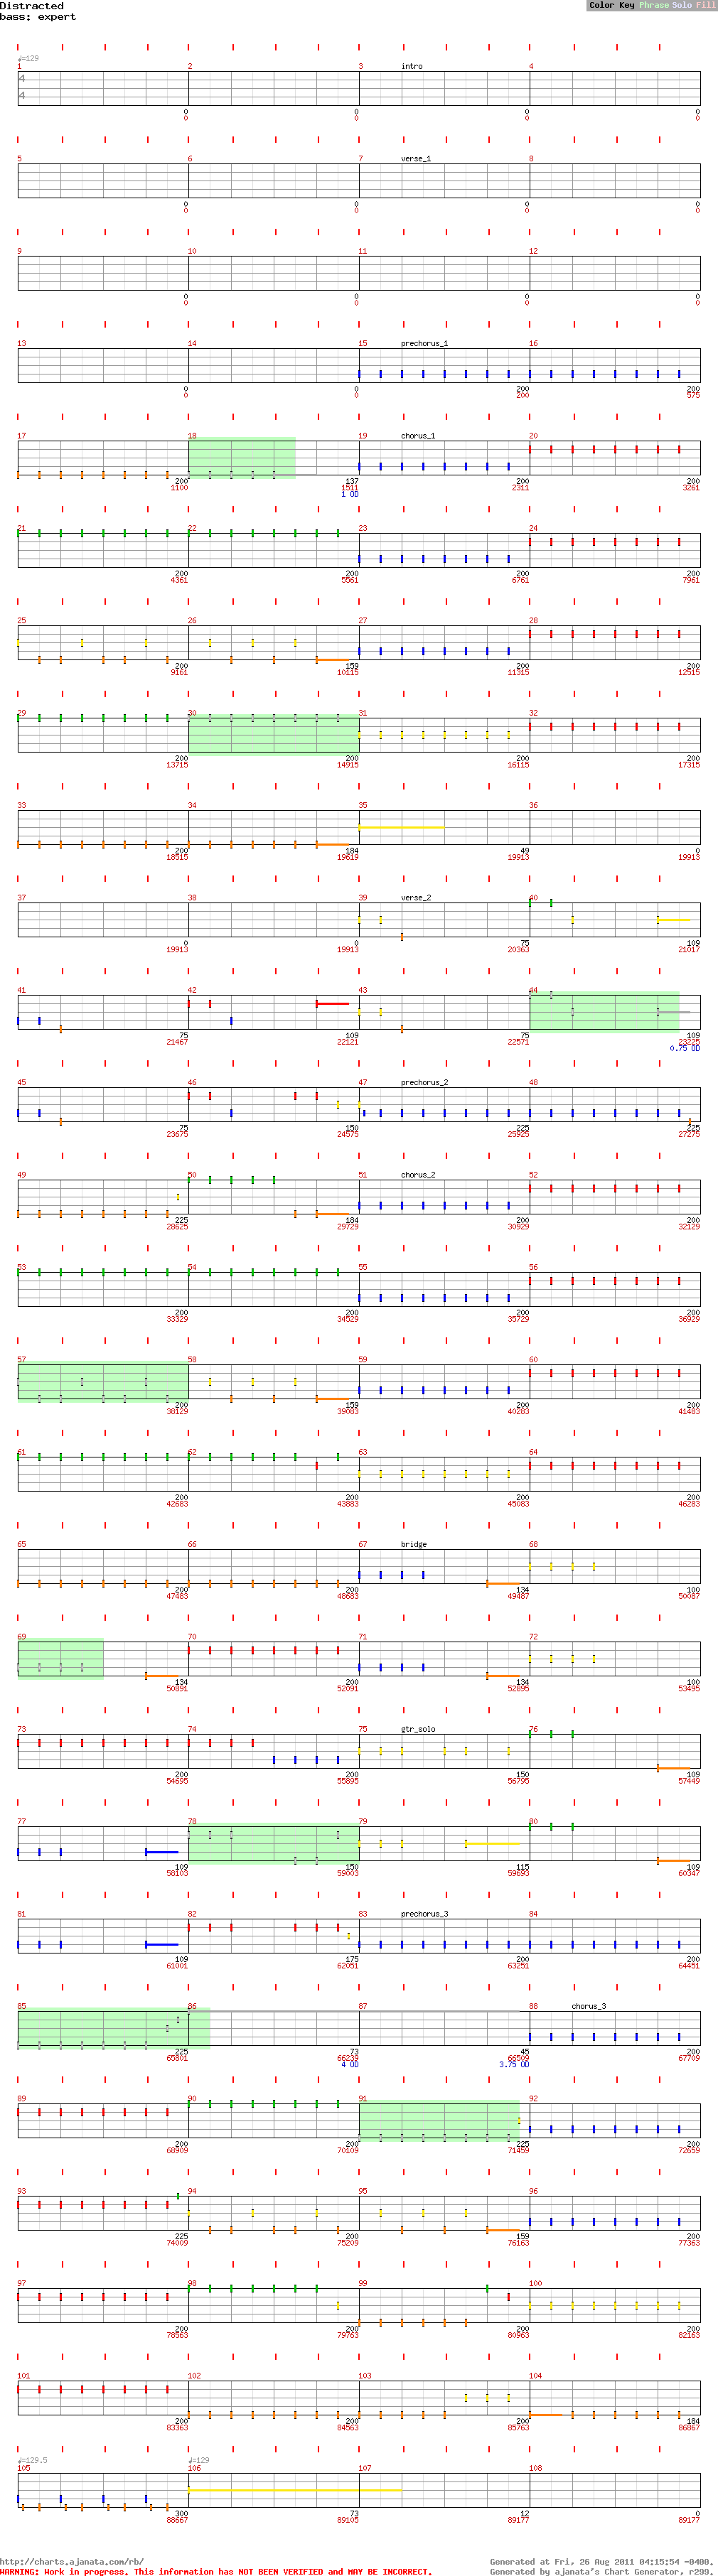 Distracted
Color Key Phrase Solo Fill
bass: expert
♩=129
1 2 3 intro 4
4
4
0 0 0 0
0 0 0 0
5 6 7 verse_1 8
0 0 0 0
0 0 0 0
9 10 11 12
0 0 0 0
0 0 0 0
13 14 15 prechorus_1 16
0 0 200 200
0 0 200 575
17 18 19 chorus_1 20
200 137 200 200
1100 1511 2311 3261
1 OD
21 22 23 24
200 200 200 200
4361 5561 6761 7961
25 26 27 28
200 159 200 200
9161 10115 11315 12515
29 30 31 32
200 200 200 200
13715 14915 16115 17315
33 34 35 36
200 184 49 0
18515 19619 19913 19913
37 38 39 verse_2 40
0 0 75 109
19913 19913 20363 21017
41 42 43 44
75 109 75 109
21467 22121 22571 23225
0.75 OD
45 46 47 prechorus_2 48
75 150 225 225
23675 24575 25925 27275
49 50 51 chorus_2 52
225 184 200 200
28625 29729 30929 32129
53 54 55 56
200 200 200 200
33329 34529 35729 36929
57 58 59 60
200 159 200 200
38129 39083 40283 41483
61 62 63 64
200 200 200 200
42683 43883 45083 46283
65 66 67 bridge 68
200 200 134 100
47483 48683 49487 50087
69 70 71 72
134 200 134 100
50891 52091 52895 53495
73 74 75 gtr_solo 76
200 200 150 109
54695 55895 56795 57449
77 78 79 80
109 150 115 109
58103 59003 59693 60347
81 82 83 prechorus_3 84
109 175 200 200
61001 62051 63251 64451
85 86 87 88 chorus_3
225 73 45 200
65801 66239 66509 67709
4 OD 3.75 OD
89 90 91 92
200 200 225 200
68909 70109 71459 72659
93 94 95 96
225 200 159 200
74009 75209 76163 77363
97 98 99 100
200 200 200 200
78563 79763 80963 82163
101 102 103 104
200 200 200 184
83363 84563 85763 86867
♩=129.5 ♩=129
105 106 107 108
300 73 12 0
88667 89105 89177 89177
http://charts.ajanata.com/rb/
Generated at Fri, 26 Aug 2011 04:15:54 -0400.
WARNING: Work in progress. This information has NOT BEEN VERIFIED and MAY BE INCORRECT.
Generated by ajanata's Chart Generator, r299.